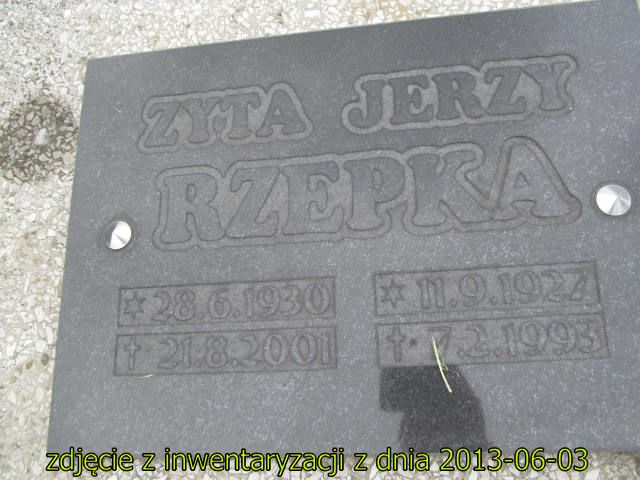 ZYTA JERZY
RZEPKA
✡ 28.6.1930 ✡ 11.9.1927
† 21.8.2001 † 7.2.1993
zdjęcie z inwentaryzacji z dnia 2013-06-03